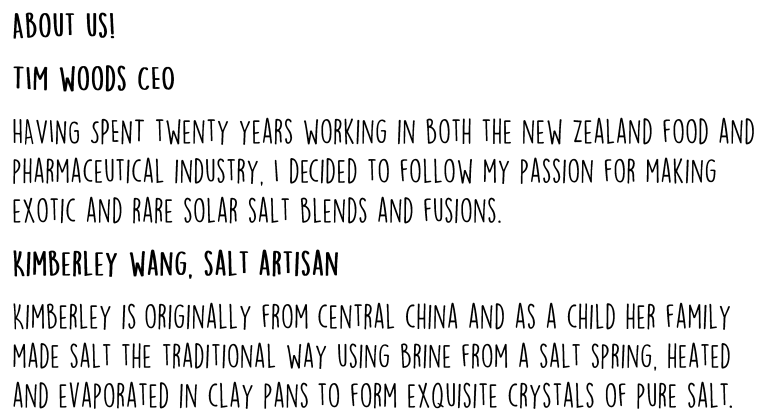 ABOUT US!
TIM WOODS CEO
HAVING SPENT TWENTY YEARS WORKING IN BOTH THE NEW ZEALAND FOOD AND
PHARMACEUTICAL INDUSTRY, I DECIDED TO FOLLOW MY PASSION FOR MAKING
EXOTIC AND RARE SOLAR SALT BLENDS AND FUSIONS.
KIMBERLEY WANG, SALT ARTISAN
KIMBERLEY IS ORIGINALLY FROM CENTRAL CHINA AND AS A CHILD HER FAMILY
MADE SALT THE TRADITIONAL WAY USING BRINE FROM A SALT SPRING, HEATED
AND EVAPORATED IN CLAY PANS TO FORM EXQUISITE CRYSTALS OF PURE SALT.